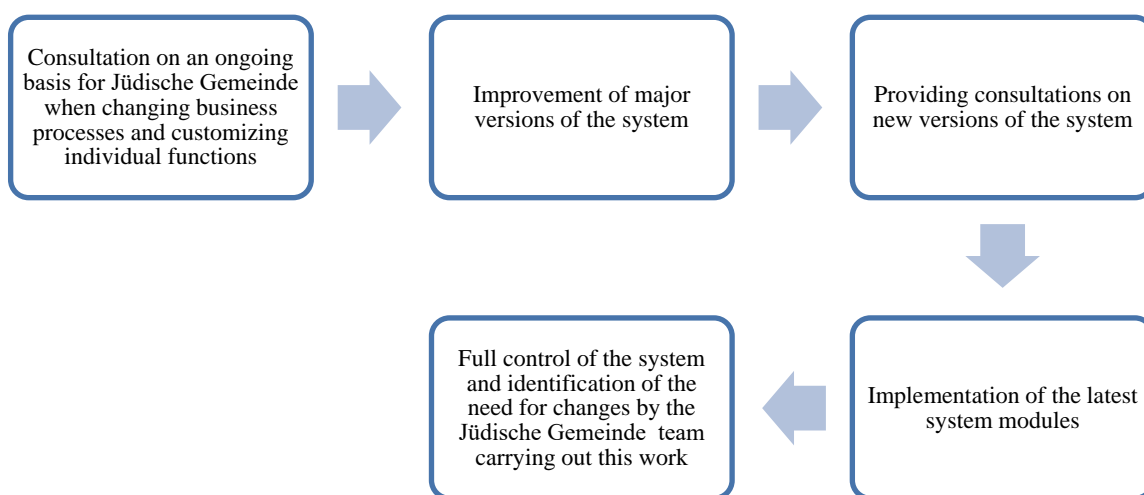 Consultation on an ongoing
basis for Jüdische Gemeinde
when changing business
processes and customizing
individual functions
Improvement of major
versions of the system
Providing consultations on
new versions of the system
Implementation of the latest
system modules
Full control of the system
and identification of the
need for changes by the
Jüdische Gemeinde team
carrying out this work